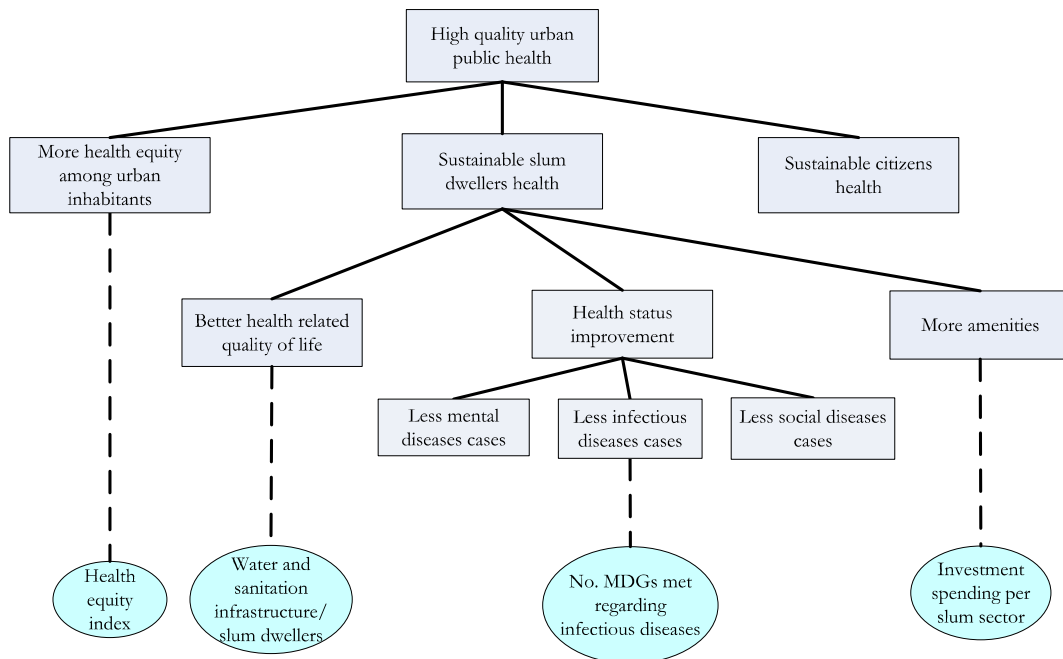 High quality urban
public health
More health equity
among urban
inhabitants
Sustainable slum
dwellers health
Sustainable citizens
health
Better health related
quality of life
Health status
improvement
More amenities
Less mental
diseases cases
Less infectious
diseases cases
Less social diseases
cases
Health
equity
index
Water and
sanitation
infrastructure/
slum dwellers
No. MDGs met
regarding
infectious diseases
Investment
spending per
slum sector